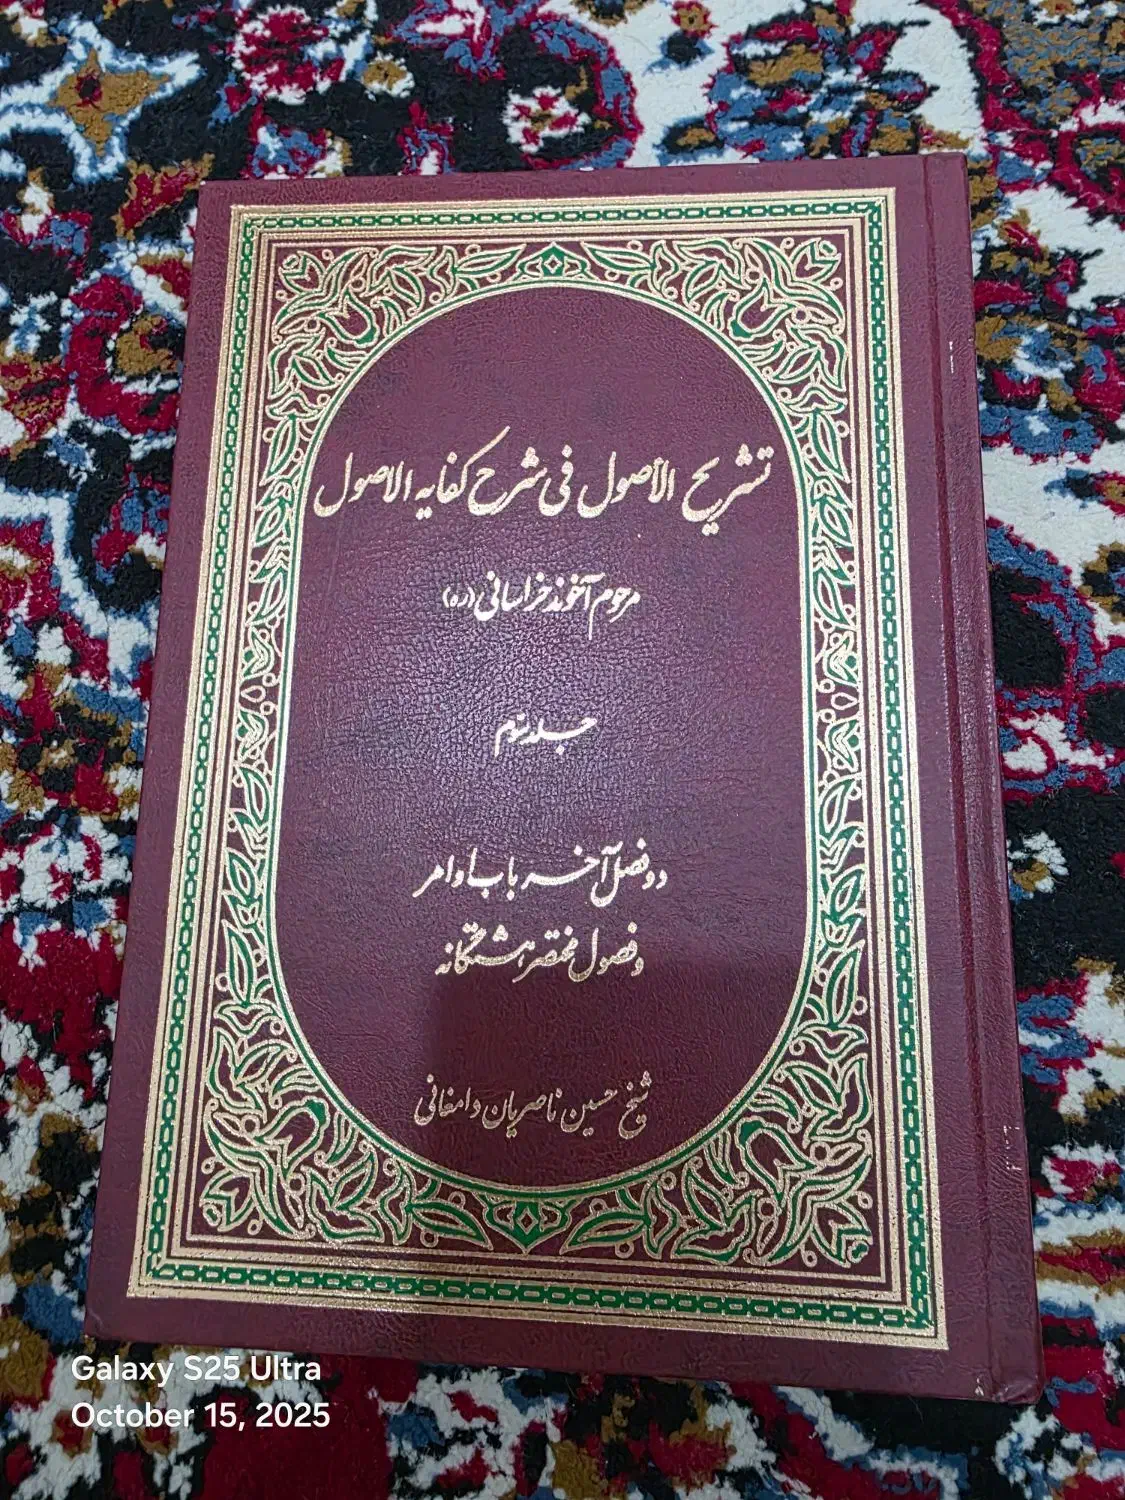 تشریح الأصول فی شرح کفایه الاصول
مرحوم آخوند خراسانی (ره)
جلد سوم
دو فصل آخر باب اوامر
و فصول مختصر هشتگانه
شیخ حسین ناصریان دامغانی
Galaxy S25 Ultra
October 15, 2025